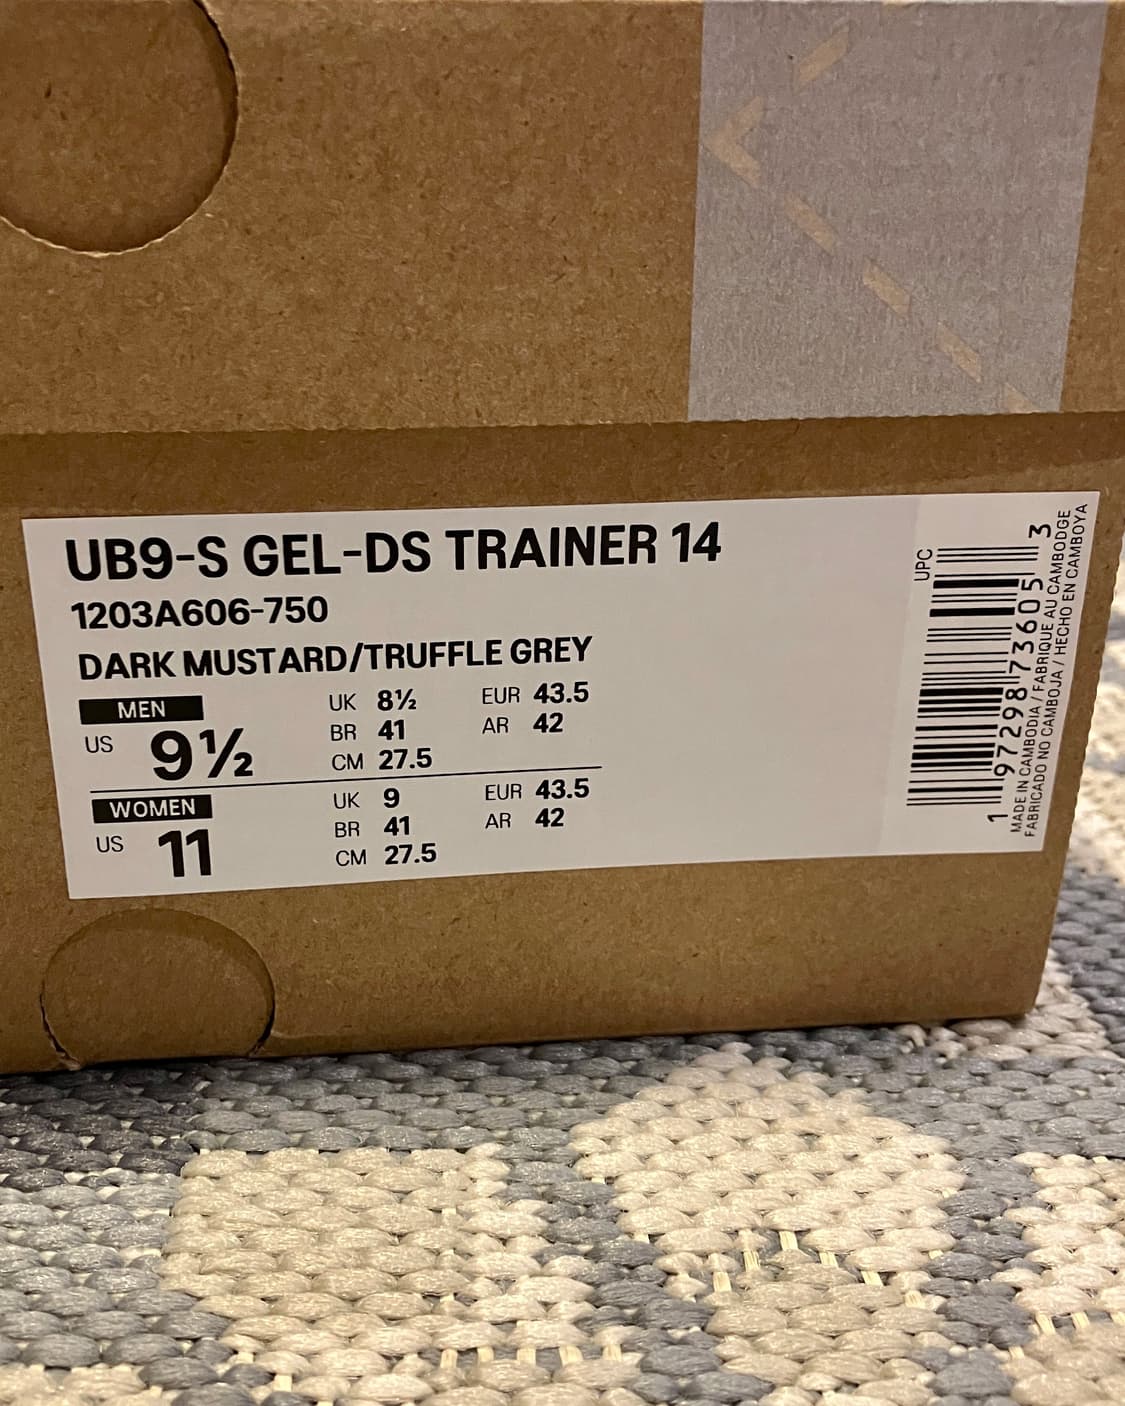 UB9-S GEL-DS TRAINER 14
1203A606-750
DARK MUSTARD/TRUFFLE GREY
MEN
US 9½
UK 8½ EUR 43.5
BR 41 AR 42
CM 27.5
WOMEN
US 11
UK 9 EUR 43.5
BR 41 AR 42
CM 27.5
UPC
1 97298 73605 3
MADE IN CAMBODIA / FABRIQUE AU CAMBODGE
FABRICADO NO CAMBOJA / HECHO EN CAMBOYA